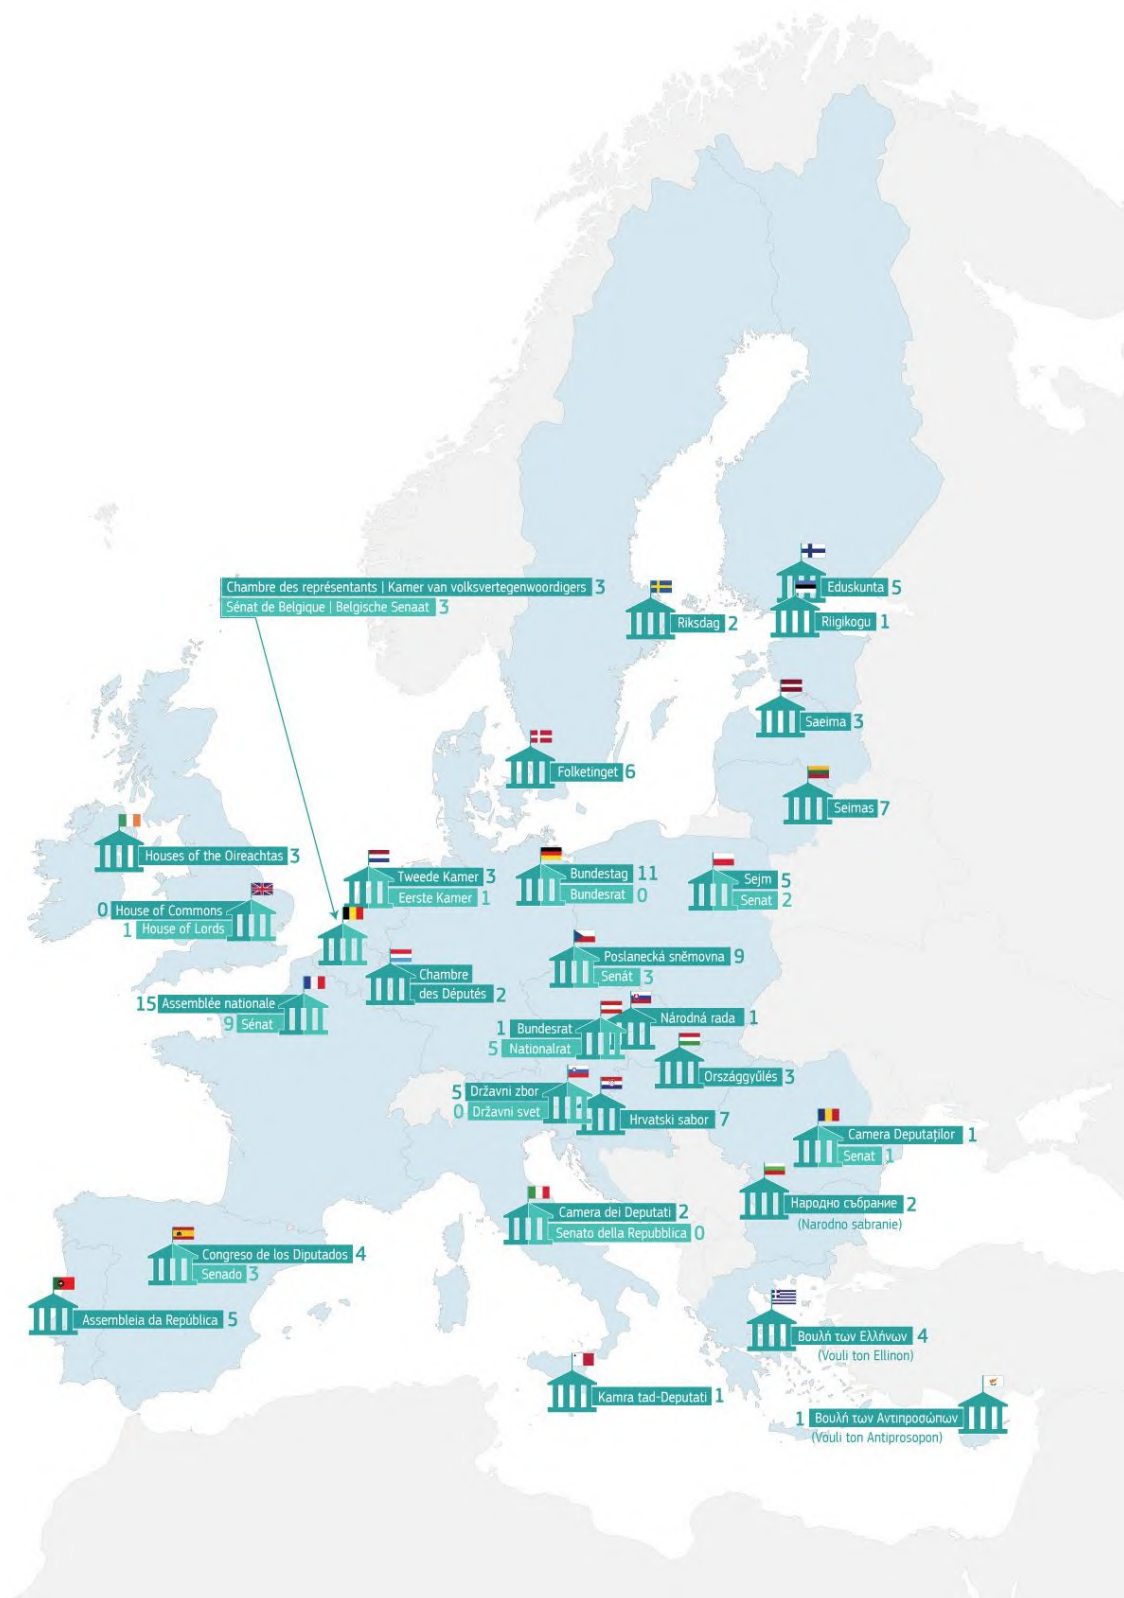 Eduskunta 5
Riigikogu 1
Chambre des représentants | Kamer van volksvertegenwoordigers 3
Sénat de Belgique | Belgische Senaat 3
Riksdag 2
Saeima 3
Folketinget 6
Seimas 7
Houses of the Oireachtas 3
Tweede Kamer 3
Eerste Kamer 1
Bundestag 11
Bundesrat 0
Sejm 5
Senat 2
0 House of Commons
1 House of Lords
Poslanecká sněmovna 9
Senát 3
Chambre
des Députés 2
15 Assemblée nationale
9 Sénat
Národná rada 1
1 Bundesrat
5 Nationalrat
Országgyűlés 3
5 Državni zbor
0 Državni svet
Hrvatski sabor 7
Camera Deputaților 1
Senat 1
Народно събрание 2
(Narodno sabranie)
Camera dei Deputati 2
Senato della Repubblica 0
Congreso de los Diputados 4
Senado 3
Assembleia da República 5
Βουλή των Ελλήνων 4
(Vouli ton Ellinon)
Kamra tad-Deputati 1
1 Βουλή των Αντιπροσώπων
(Vouli ton Antiprosopon)